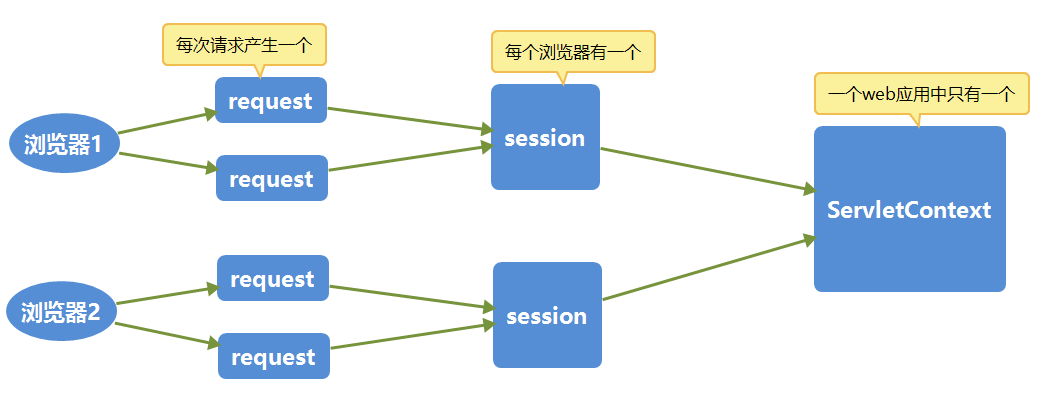 每次请求产生一个
每个浏览器有一个
一个web应用中只有一个
浏览器1
request
request
session
ServletContext
浏览器2
request
request
session